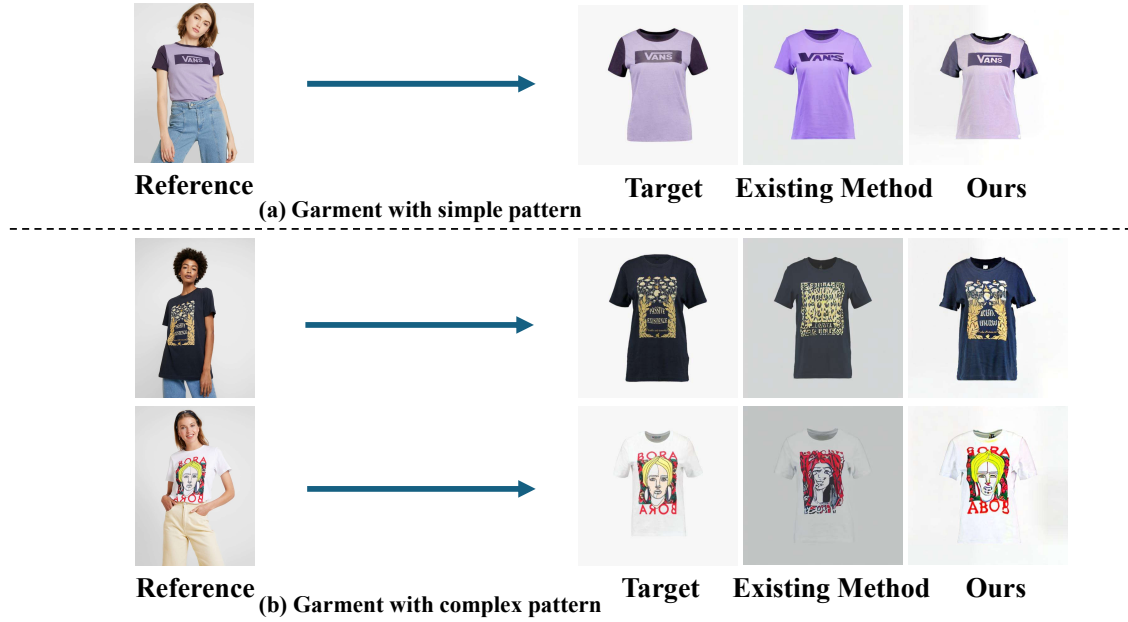 VANS
VANS
VANS
VANS
Reference
Target
Existing Method
Ours
(a) Garment with simple pattern
BORA
BORA
BORA
BORA
Reference
Target
Existing Method
Ours
(b) Garment with complex pattern